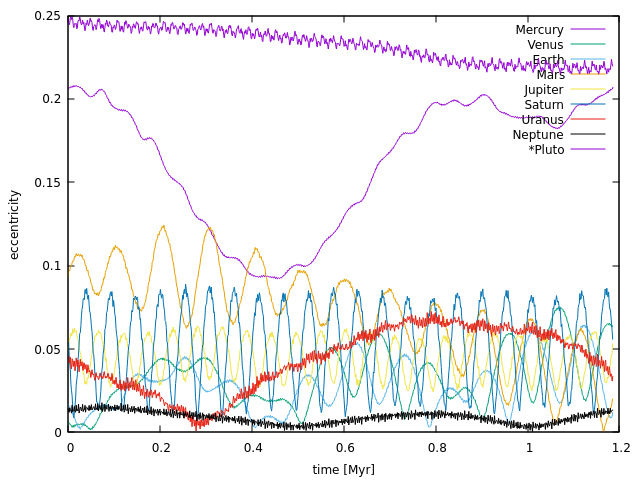 0.25
0.2
0.15
0.1
0.05
0
eccentricity
Mercury
Venus
Earth
Mars
Jupiter
Saturn
Uranus
Neptune
*Pluto
0 0.2 0.4 0.6 0.8 1 1.2
time [Myr]